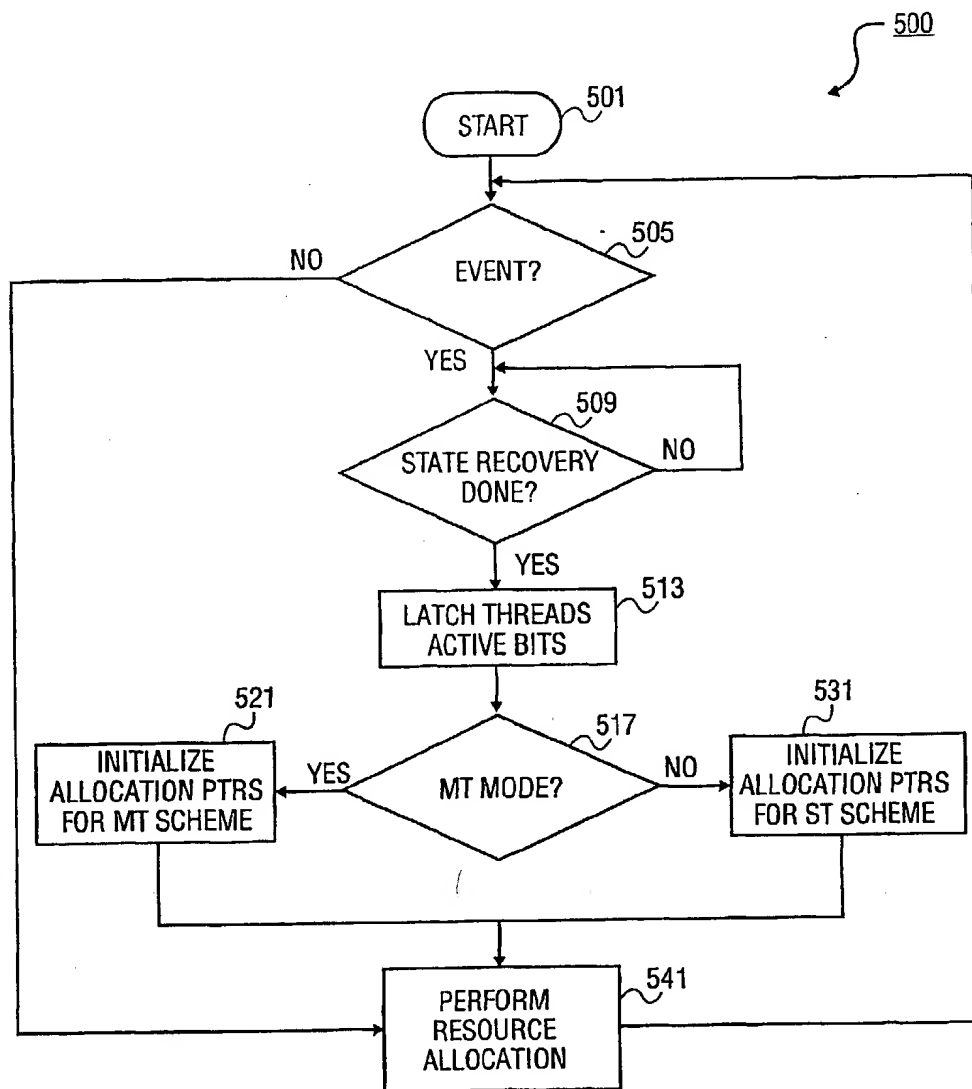 500
START
501
505
NO
EVENT?
YES
509
STATE RECOVERY
DONE?
NO
YES
513
LATCH THREADS
ACTIVE BITS
521
517
531
INITIALIZE
ALLOCATION PTRS
FOR MT SCHEME
YES
MT MODE?
NO
INITIALIZE
ALLOCATION PTRS
FOR ST SCHEME
541
PERFORM
RESOURCE
ALLOCATION